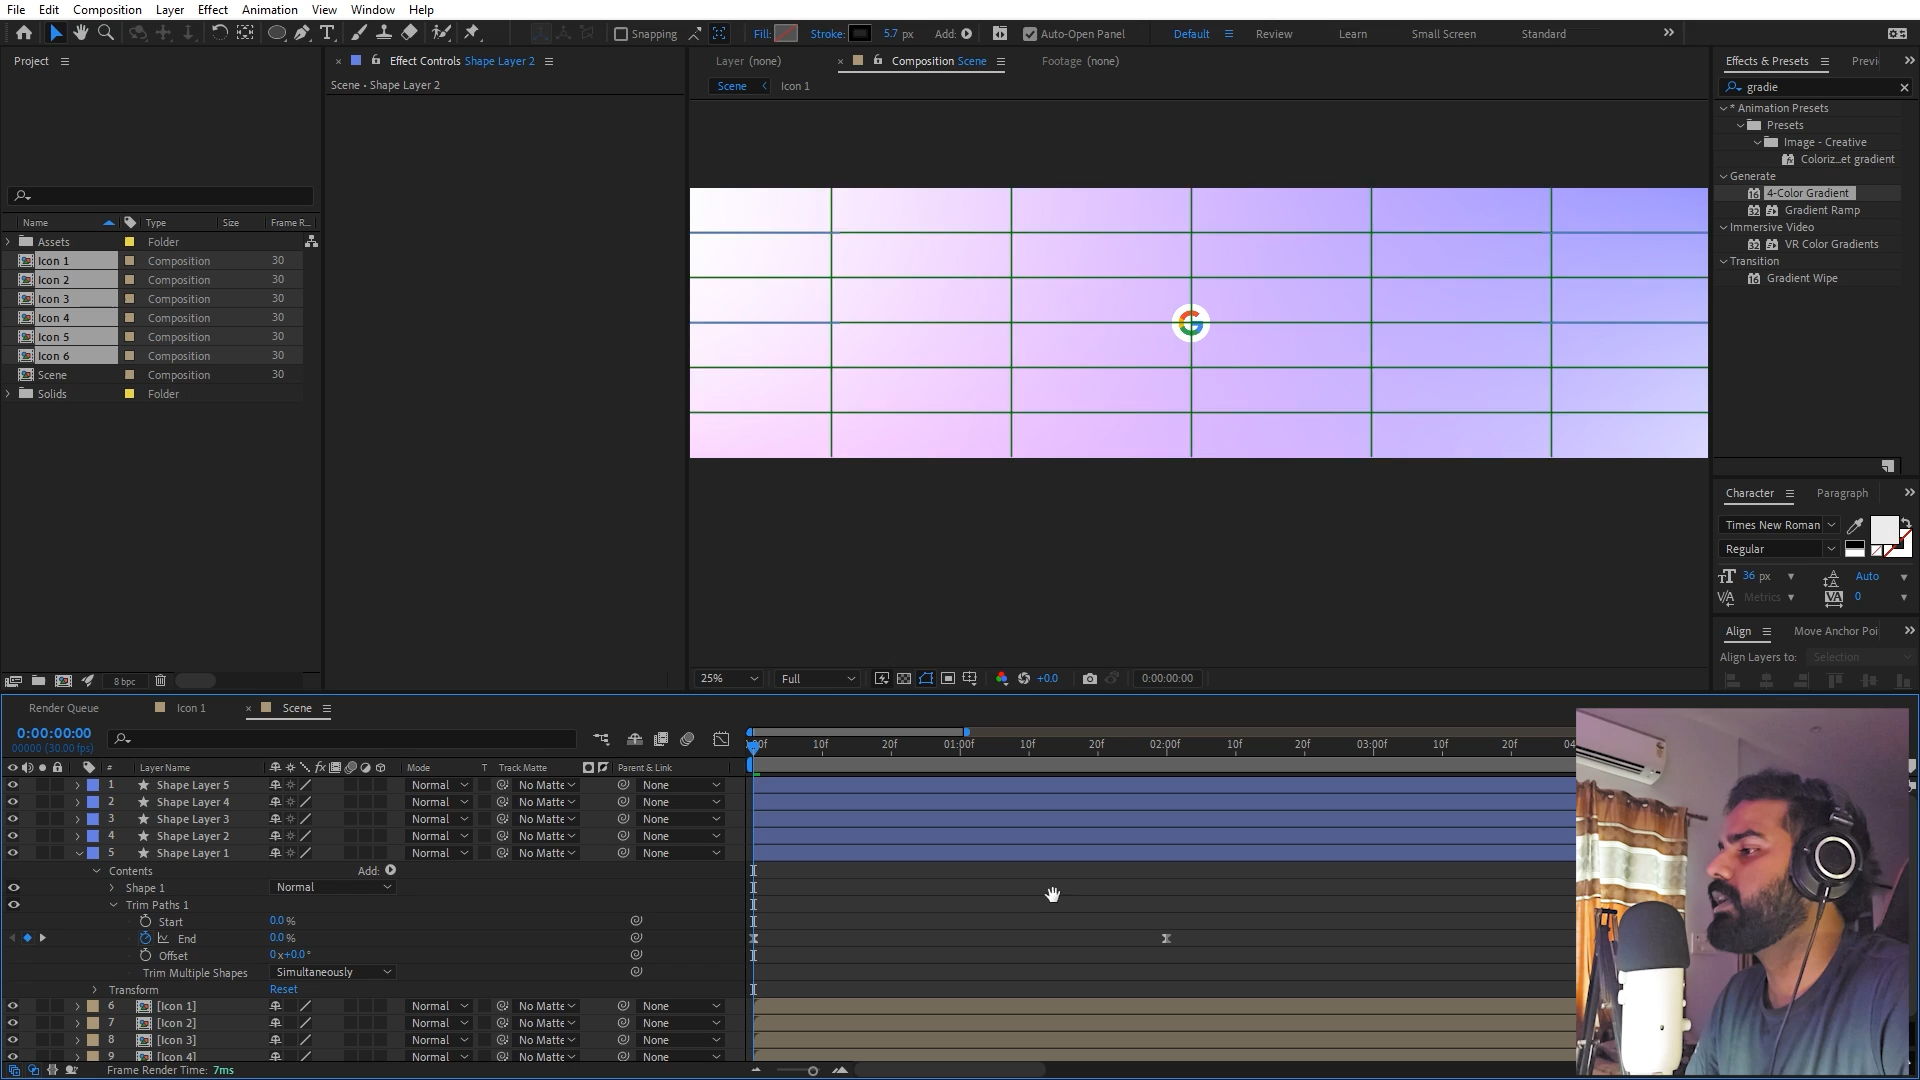 File Edit Composition Layer Effect Animation View Window Help
Snapping Fill: Stroke: 5.7 px Add: Auto-Open Panel Default Review Learn Small Screen Standard
Project
Effect Controls Shape Layer 2
Layer (none) Composition Scene Footage (none)
Effects & Presets Previ
Scene • Shape Layer 2
Scene Icon 1
gradie
* Animation Presets
Presets
Image - Creative
Coloriz...et gradient
Generate
4-Color Gradient
Gradient Ramp
Immersive Video
VR Color Gradients
Transition
Gradient Wipe
Name Type Size Frame R...
Assets Folder
Icon 1 Composition 30
Icon 2 Composition 30
Icon 3 Composition 30
Icon 4 Composition 30
Icon 5 Composition 30
Icon 6 Composition 30
Scene Composition 30
Solids Folder
Character Paragraph
Times New Roman
Regular
36 px Auto
Metrics 0
Align Move Anchor Poi
Align Layers to: Selection
8 bpc
25% Full +0.0 0:00:00:00
Render Queue Icon 1 Scene
0:00:00:00
00000 (30.00 fps)
:00f 10f 20f 01:00f 10f 20f 02:00f 10f 20f 03:00f 10f 20f 04
# Layer Name Mode T Track Matte Parent & Link
1 Shape Layer 5 Normal No Matte None
2 Shape Layer 4 Normal No Matte None
3 Shape Layer 3 Normal No Matte None
4 Shape Layer 2 Normal No Matte None
5 Shape Layer 1 Normal No Matte None
Contents Add:
Shape 1 Normal
Trim Paths 1
Start 0.0 %
End 0.0 %
Offset 0x+0.0°
Trim Multiple Shapes Simultaneously
Transform Reset
6 [Icon 1] Normal No Matte None
7 [Icon 2] Normal No Matte None
8 [Icon 3] Normal No Matte None
9 [Icon 4] Normal No Matte None
Frame Render Time: 7ms